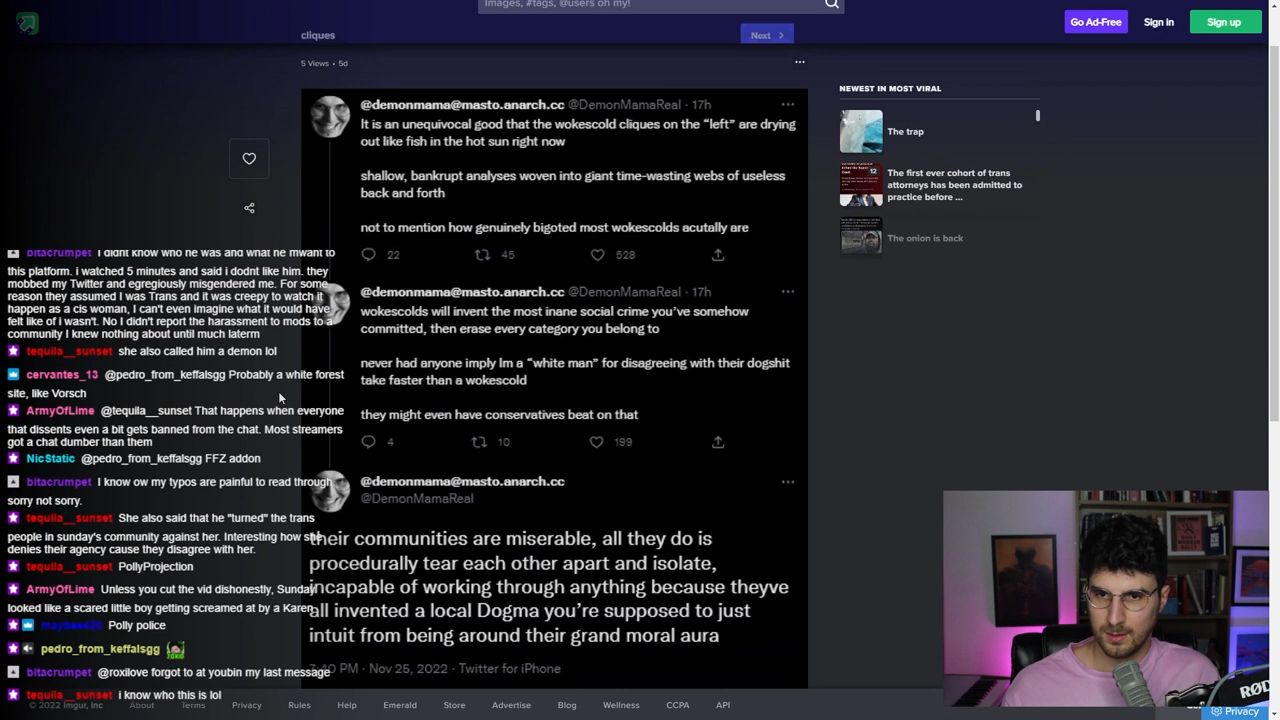 Images, #tags, @users oh my!
Go Ad-Free
Sign in
Sign up
cliques
Next
5 Views • 5d
@demonmama@masto.anarch.cc @DemonMamaReal · 17h
It is an unequivocal good that the wokescold cliques on the “left” are drying
out like fish in the hot sun right now
shallow, bankrupt analyses woven into giant time-wasting webs of useless
back and forth
not to mention how genuinely bigoted most wokescolds acutally are
22 45 528
@demonmama@masto.anarch.cc @DemonMamaReal · 17h
wokescolds will invent the most inane social crime you’ve somehow
committed, then erase every category you belong to
never had anyone imply Im a “white man” for disagreeing with their dogshit
take faster than a wokescold
they might even have conservatives beat on that
4 10 199
@demonmama@masto.anarch.cc
@DemonMamaReal
their communities are miserable, all they do is
procedurally tear each other apart and isolate,
incapable of working through anything because theyve
all invented a local Dogma you’re supposed to just
intuit from being around their grand moral aura
7:40 PM · Nov 25, 2022 · Twitter for iPhone
NEWEST IN MOST VIRAL
The trap
12
The first ever cohort of trans
attorneys has been admitted to
practice before ...
The onion is back
bitacrumpet I didnt know who he was and what he mwant to
this platform. i watched 5 minutes and said i dodnt like him. they
mobbed my Twitter and egregiously misgendered me. For some
reason they assumed I was Trans and it was creepy to watch it
happen as a cis woman, I can't even imagine what it would have
felt like of i wasn't. No I didn't report the harassment to mods to a
community I knew nothing about until much laterm
tequila__sunset she also called him a demon lol
cervantes_13 @pedro_from_keffalsgg Probably a white forest
site, like Vorsch
ArmyOfLime @tequila__sunset That happens when everyone
that dissents even a bit gets banned from the chat. Most streamers
got a chat dumber than them
NicStatic @pedro_from_keffalsgg FFZ addon
bitacrumpet I know ow my typos are painful to read through
sorry not sorry.
tequila__sunset She also said that he "turned" the trans
people in sunday's community against her. Interesting how she
denies their agency cause they disagree with her.
tequila__sunset PollyProjection
ArmyOfLime Unless you cut the vid dishonestly, Sunday
looked like a scared little boy getting screamed at by a Karen
Polly police
pedro_from_keffalsgg
bitacrumpet @roxilove forgot to at youbin my last message
tequila__sunset i know who this is lol
© 2022 Imgur, Inc About Terms Privacy Rules Help Emerald Store Advertise Blog Wellness CCPA API
Privacy
RØD